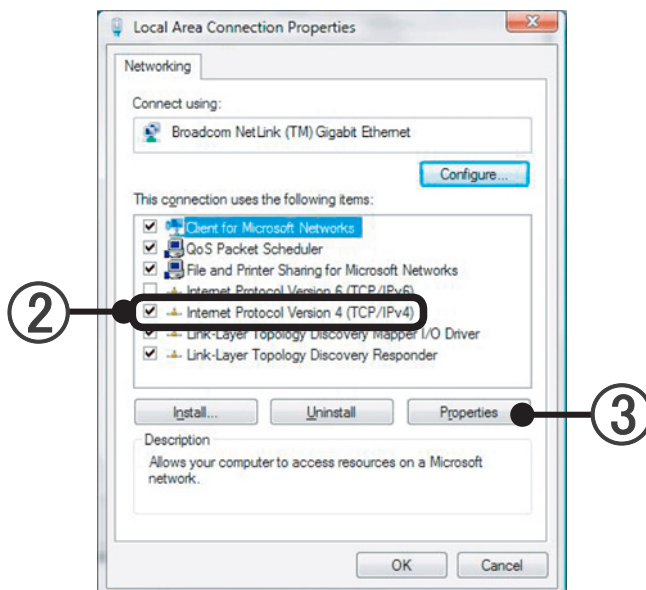 Local Area Connection Properties
Networking
Connect using:
Broadcom NetLink (TM) Gigabit Ethernet
Configure...
This connection uses the following items:
Client for Microsoft Networks
QoS Packet Scheduler
File and Printer Sharing for Microsoft Networks
Internet Protocol Version 6 (TCP/IPv6)
② Internet Protocol Version 4 (TCP/IPv4)
Link-Layer Topology Discovery Mapper I/O Driver
Link-Layer Topology Discovery Responder
Install... Uninstall Properties ③
Description
Allows your computer to access resources on a Microsoft
network.
OK Cancel